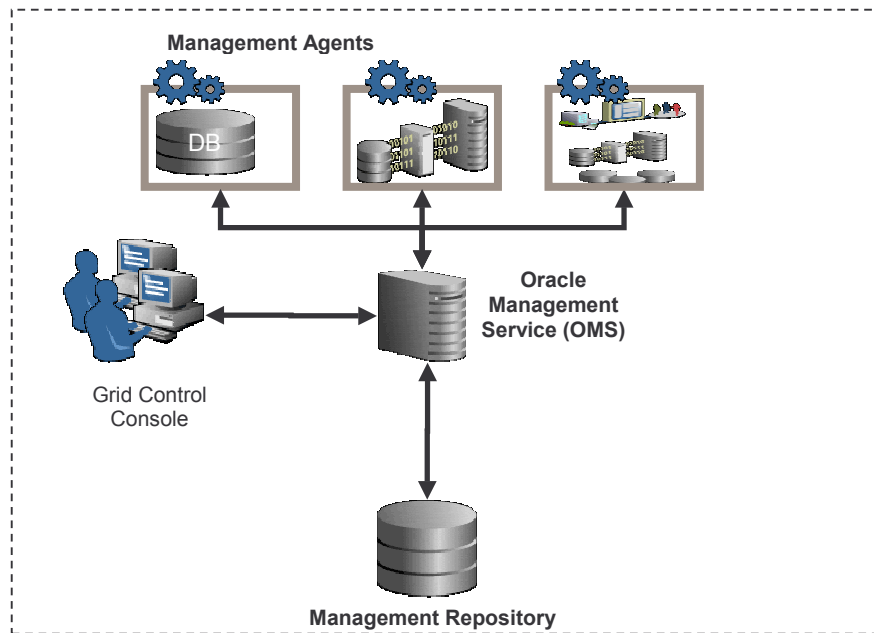 Management Agents
DB
Oracle
Management
Service (OMS)
Grid Control
Console
Management Repository